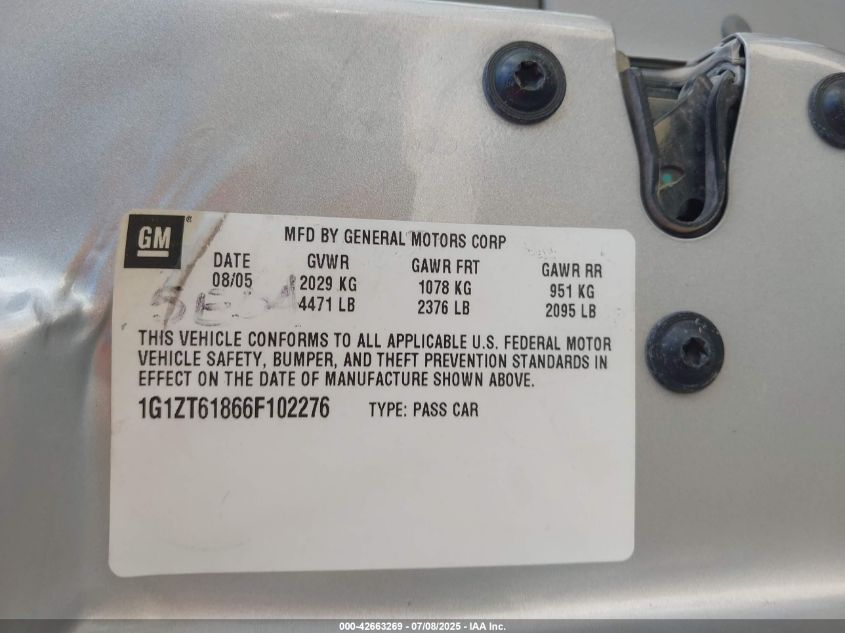 GM ®
MFD BY GENERAL MOTORS CORP
DATE GVWR GAWR FRT GAWR RR
08/05 2029 KG 1078 KG 951 KG
4471 LB 2376 LB 2095 LB
THIS VEHICLE CONFORMS TO ALL APPLICABLE U.S. FEDERAL MOTOR
VEHICLE SAFETY, BUMPER, AND THEFT PREVENTION STANDARDS IN
EFFECT ON THE DATE OF MANUFACTURE SHOWN ABOVE.
1G1ZT61866F102276 TYPE: PASS CAR
000-42663269 - 07/08/2025 - IAA Inc.